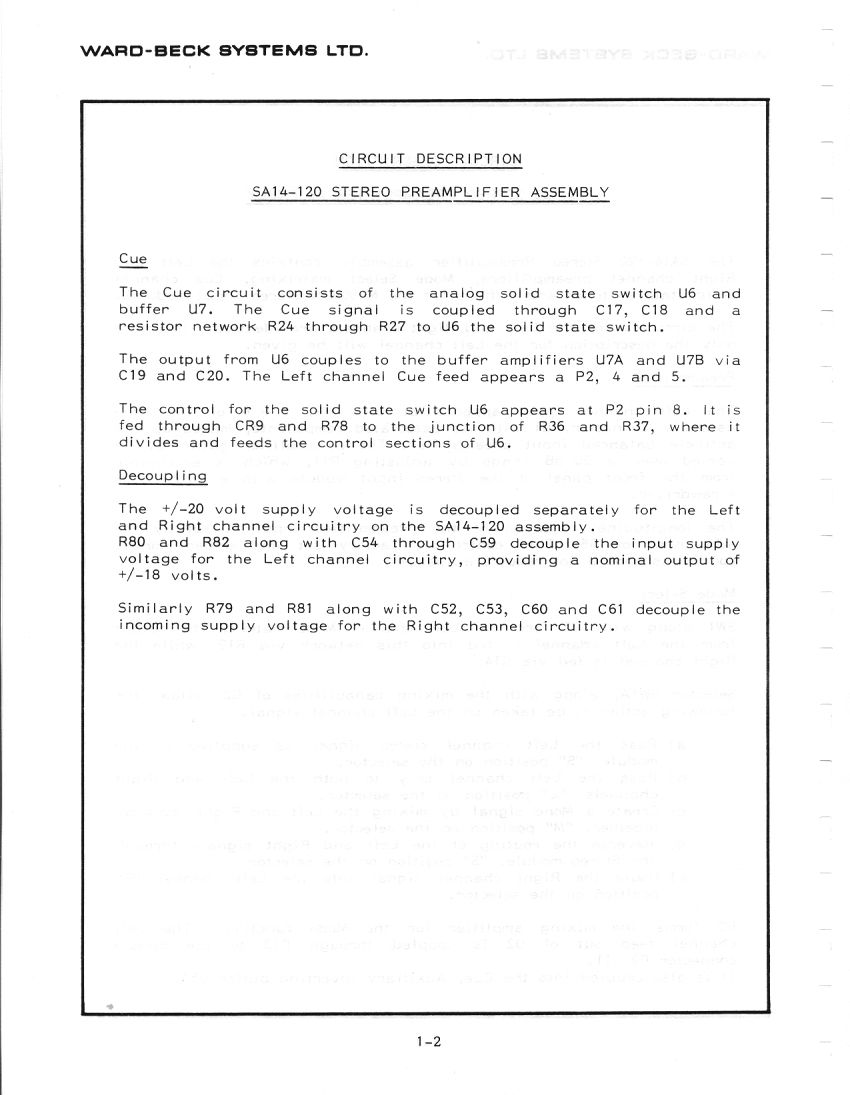 WARD-BECK SYSTEMS LTD.
CIRCUIT DESCRIPTION
SA14-120 STEREO PREAMPLIFIER ASSEMBLY
Cue
The Cue circuit consists of the analog solid state switch U6 and
buffer U7. The Cue signal is coupled through C17, C18 and a
resistor network R24 through R27 to U6 the solid state switch.
The output from U6 couples to the buffer amplifiers U7A and U7B via
C19 and C20. The Left channel Cue feed appears a P2, 4 and 5.
The control for the solid state switch U6 appears at P2 pin 8. It is
fed through CR9 and R78 to the junction of R36 and R37, where it
divides and feeds the control sections of U6.
Decoupling
The +/-20 volt supply voltage is decoupled separately for the Left
and Right channel circuitry on the SA14-120 assembly.
R80 and R82 along with C54 through C59 decouple the input supply
voltage for the Left channel circuitry, providing a nominal output of
+/-18 volts.
Similarly R79 and R81 along with C52, C53, C60 and C61 decouple the
incoming supply voltage for the Right channel circuitry.
1-2